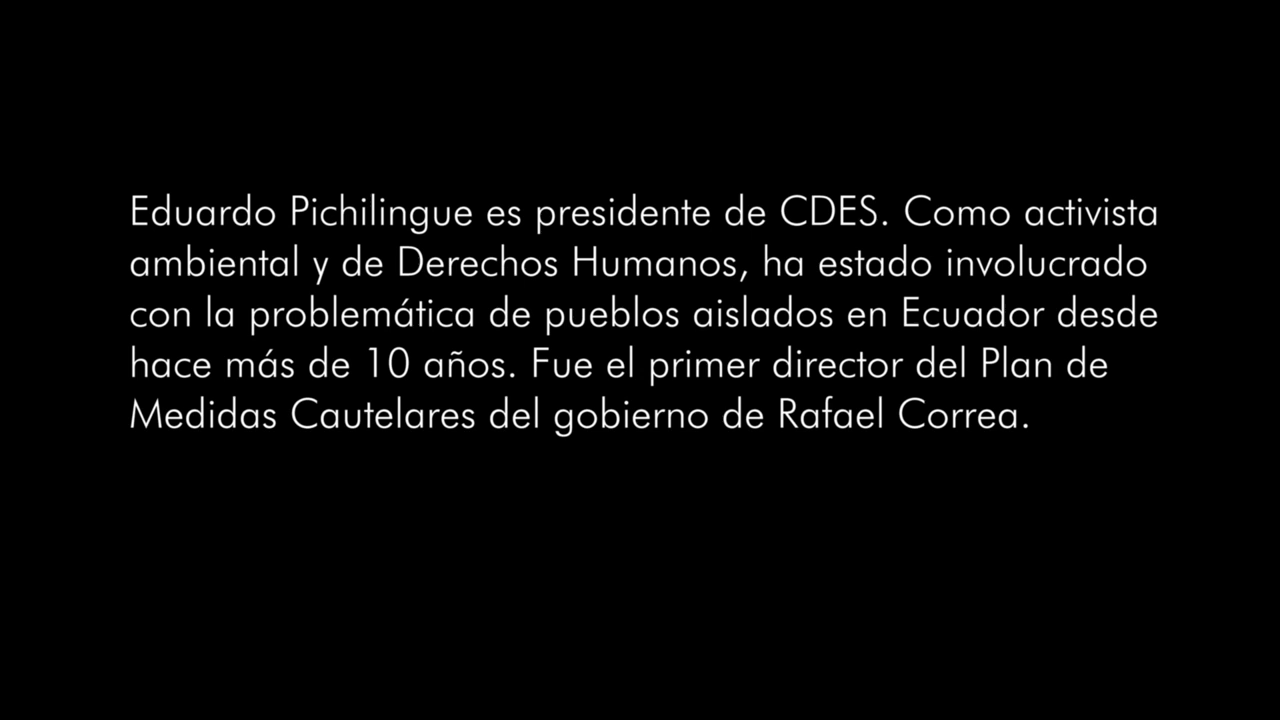 Eduardo Pichilingue es presidente de CDES. Como activista
ambiental y de Derechos Humanos, ha estado involucrado
con la problemática de pueblos aislados en Ecuador desde
hace más de 10 años. Fue el primer director del Plan de
Medidas Cautelares del gobierno de Rafael Correa.